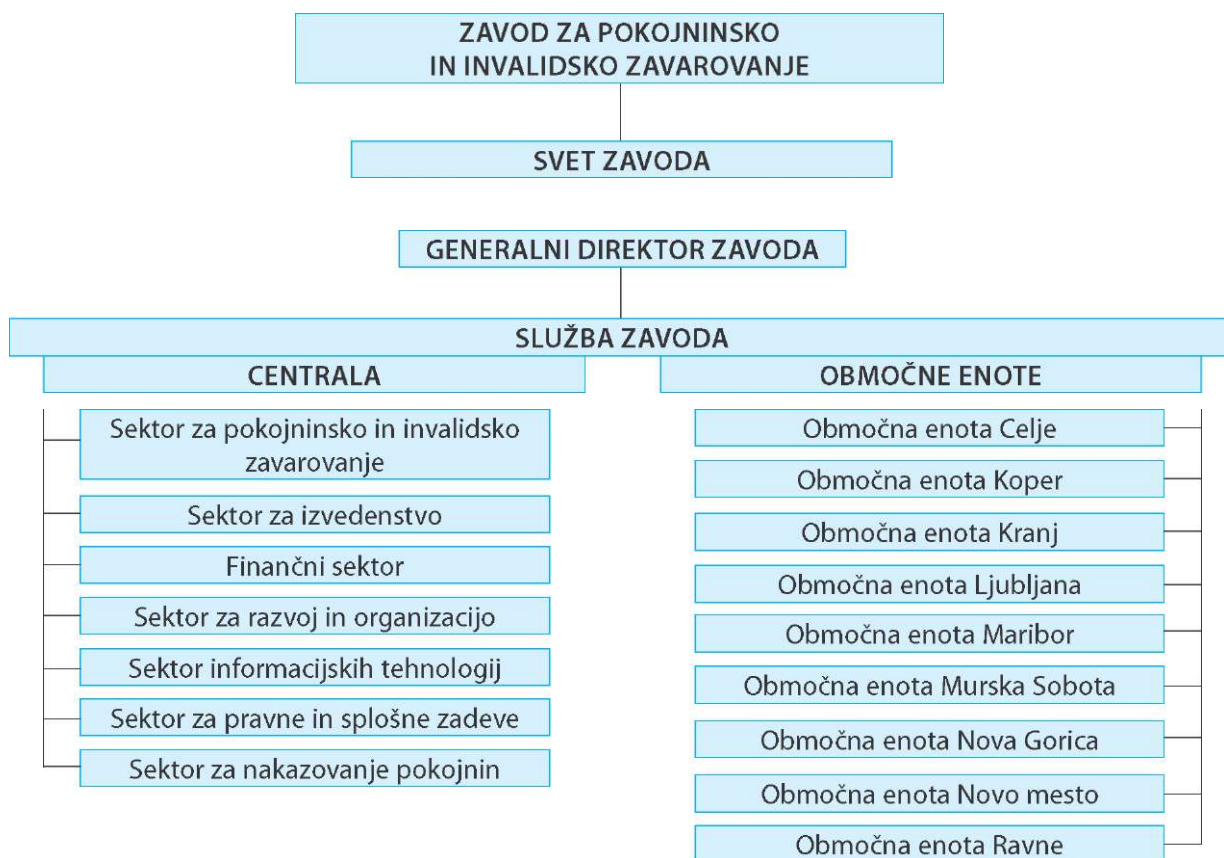 ZAVOD ZA POKOJNINSKO
IN INVALIDSKO ZAVAROVANJE
SVET ZAVODA
GENERALNI DIREKTOR ZAVODA
SLUŽBA ZAVODA
CENTRALA
Sektor za pokojninsko in invalidsko
zavarovanje
Sektor za izvedenstvo
Finančni sektor
Sektor za razvoj in organizacijo
Sektor informacijskih tehnologij
Sektor za pravne in splošne zadeve
Sektor za nakazovanje pokojnin
OBMOČNE ENOTE
Območna enota Celje
Območna enota Koper
Območna enota Kranj
Območna enota Ljubljana
Območna enota Maribor
Območna enota Murska Sobota
Območna enota Nova Gorica
Območna enota Novo mesto
Območna enota Ravne